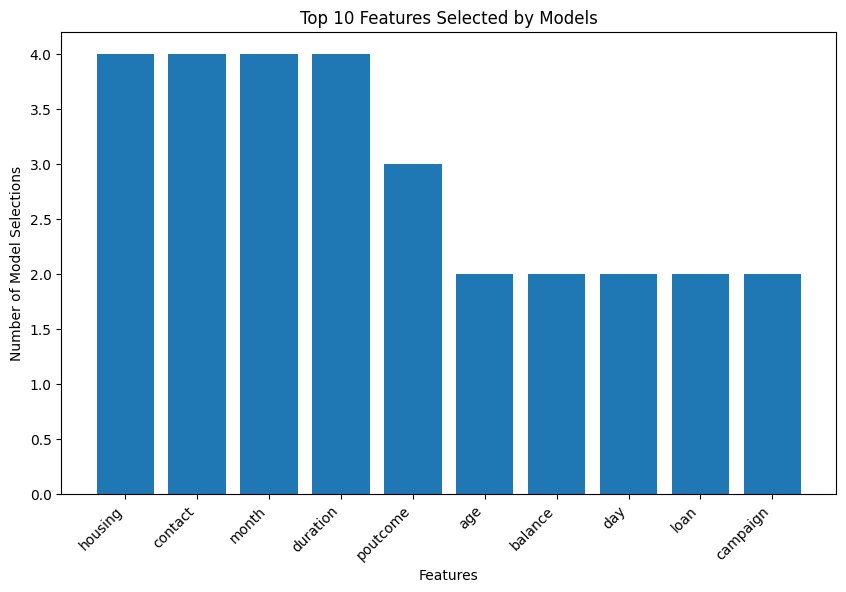 Top 10 Features Selected by Models
Number of Model Selections
4.0
3.5
3.0
2.5
2.0
1.5
1.0
0.5
0.0
housing
contact
month
duration
poutcome
age
balance
day
loan
campaign
Features